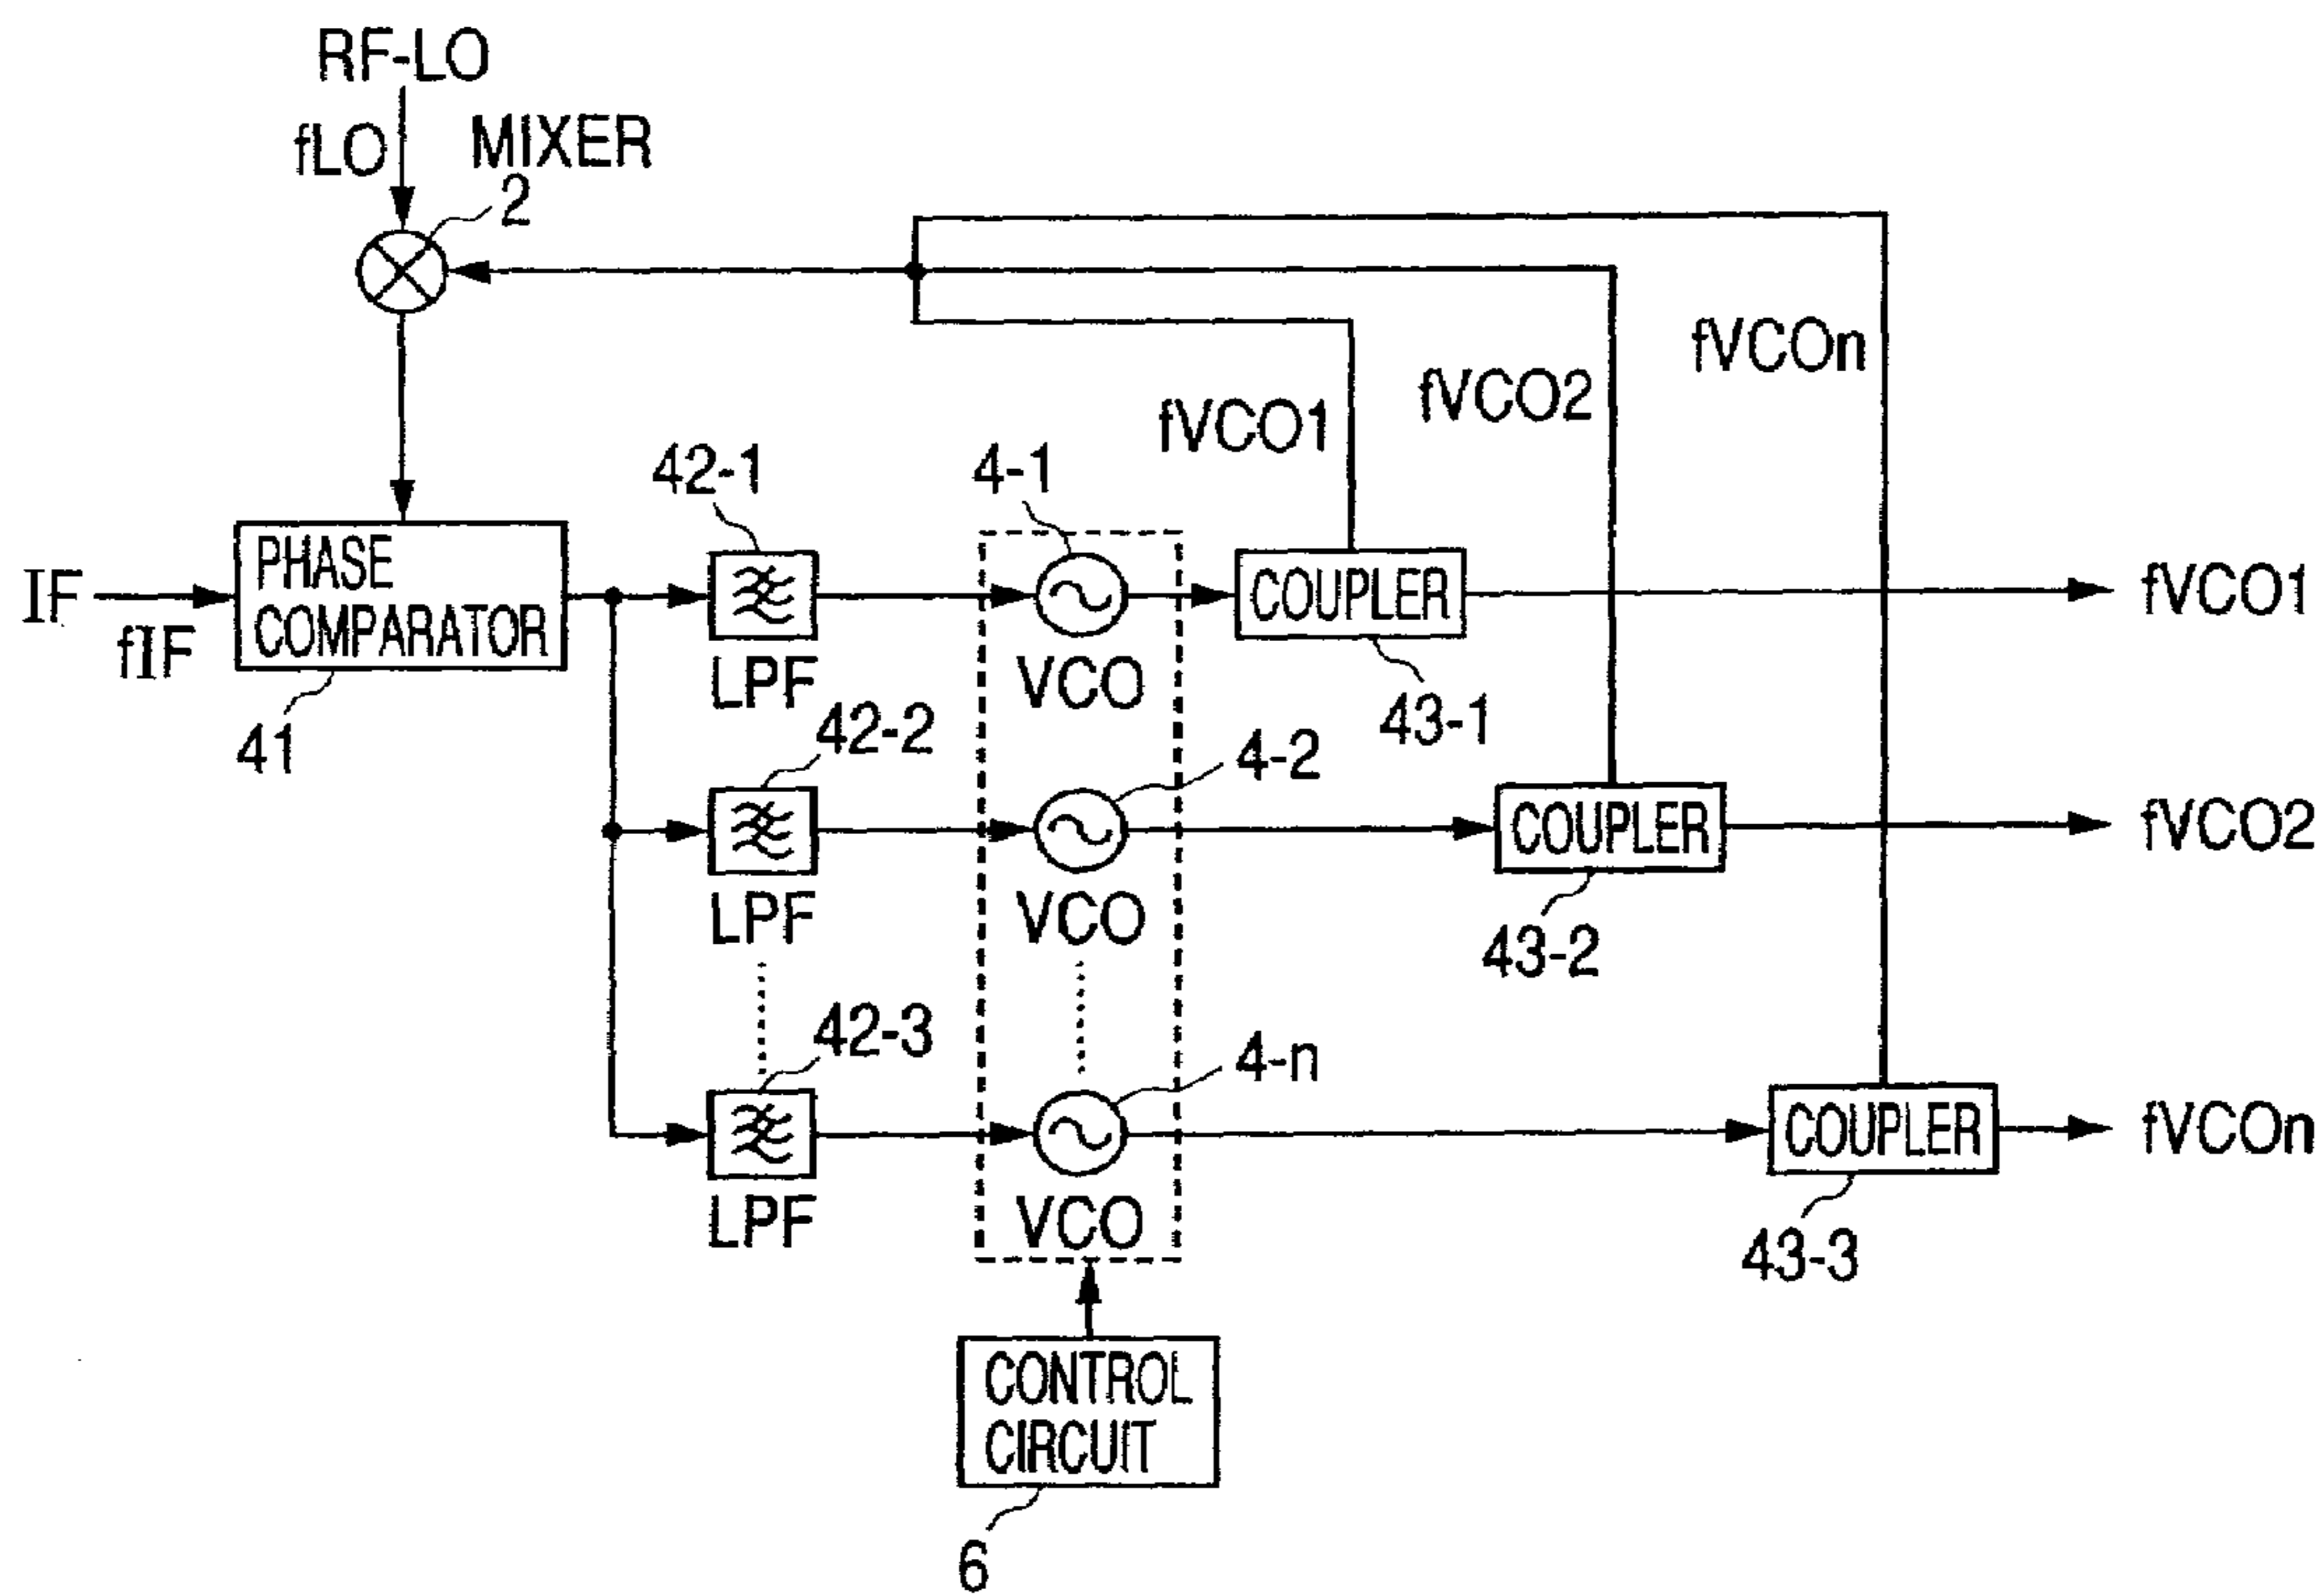 RF-LO
fLO
MIXER
2
fVCOn
fVCO2
fVCO1
42-1
4-1
IF
fIF
PHASE
COMPARATOR
41
LPF
VCO
COUPLER
43-1
fVCO1
42-2
4-2
LPF
VCO
COUPLER
43-2
fVCO2
42-3
4-n
LPF
VCO
COUPLER
43-3
fVCOn
CONTROL
CIRCUIT
6